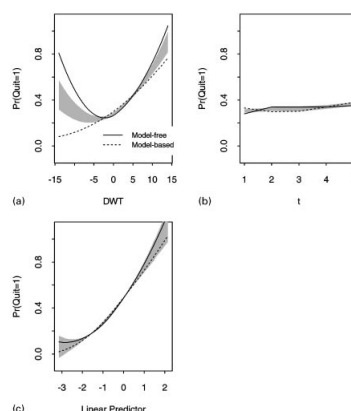 Pr(Quit=1)
0.0 0.4 0.8
Model-free
Model-based
-15 -10 -5 0 5 10 15
(a) DWT
Pr(Quit=1)
0.0 0.4 0.8
1 2 3 4 5
(b) t
Pr(Quit=1)
0.0 0.4 0.8
-3 -2 -1 0 1 2
(c) Linear Predictor